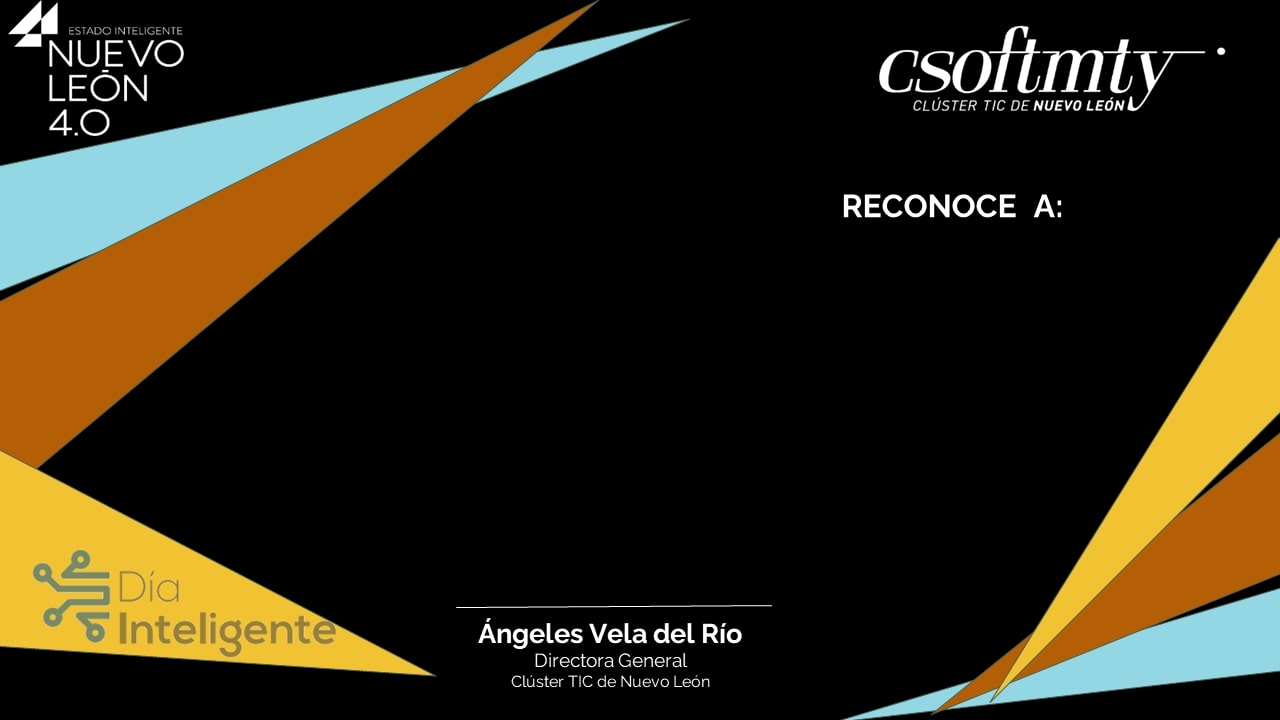 ESTADO INTELIGENTE
NUEVO
LEÓN
4.0
csoftmty
CLÚSTER TIC DE NUEVO LEÓN
RECONOCE A:
Día
Inteligente
Ángeles Vela del Río
Directora General
Clúster TIC de Nuevo León